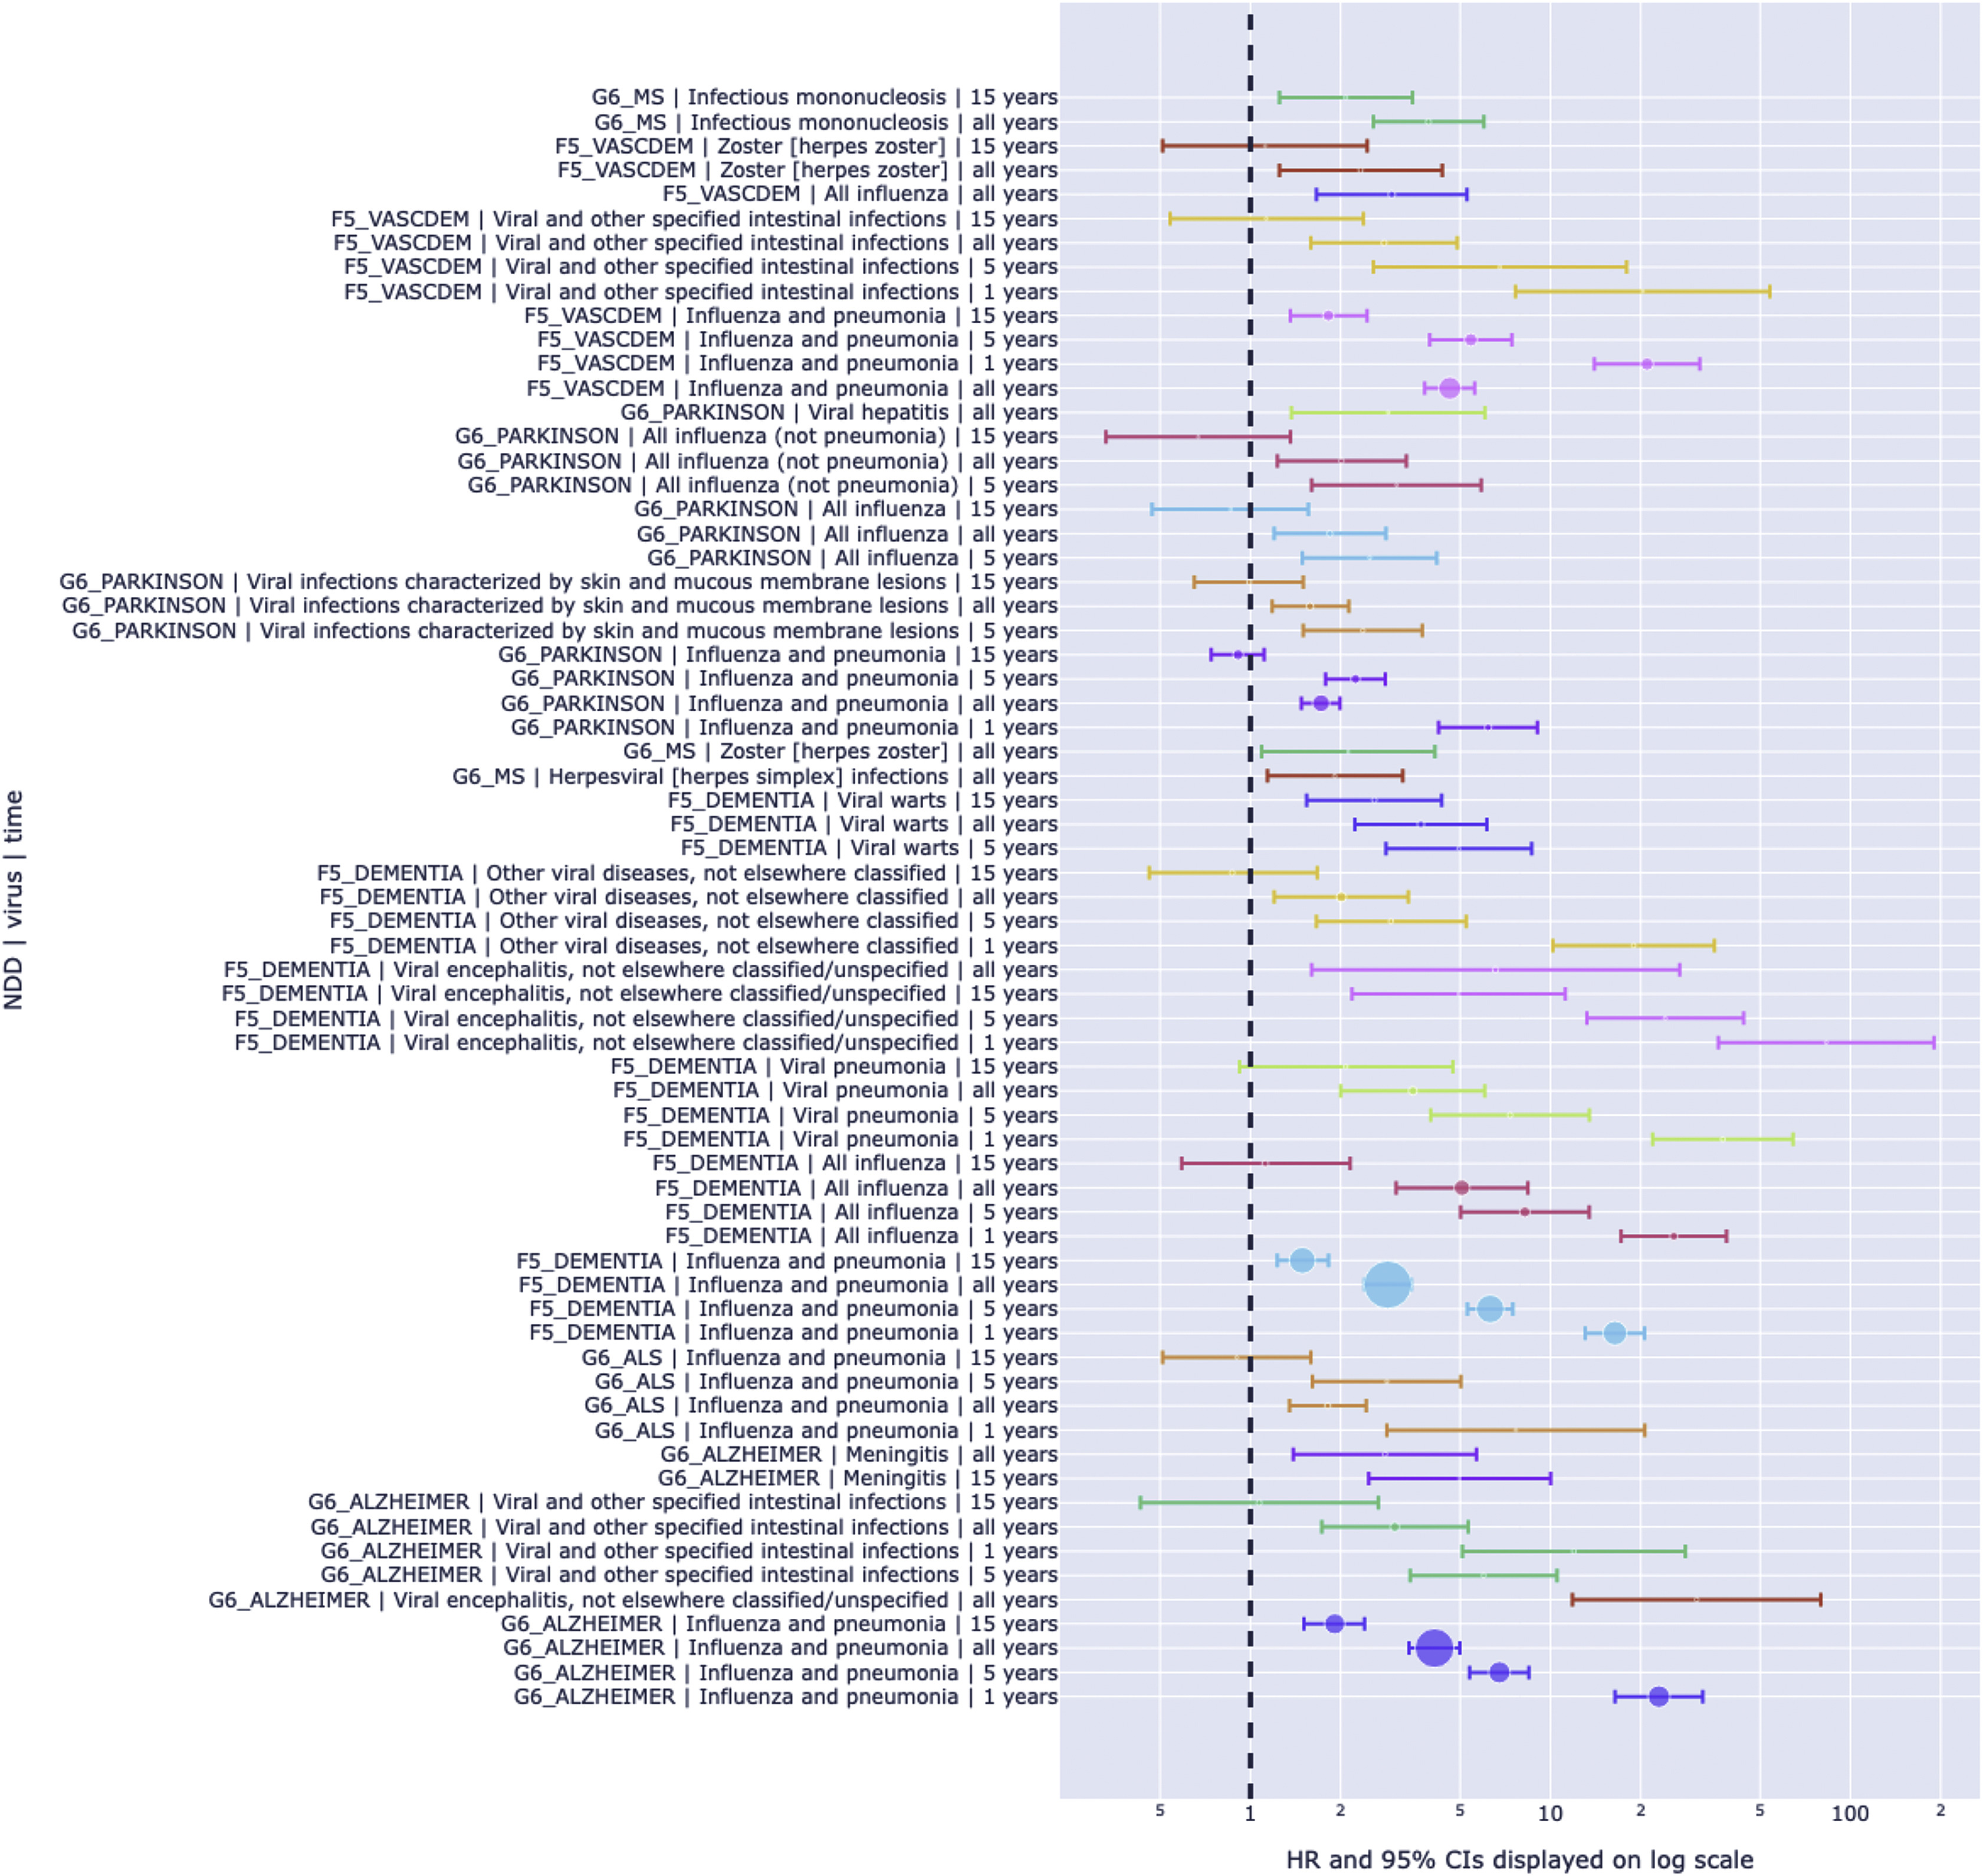 G6_MS | Infectious mononucleosis | 15 years
G6_MS | Infectious mononucleosis | all years
F5_VASCDEM | Zoster [herpes zoster] | 15 years
F5_VASCDEM | Zoster [herpes zoster] | all years
F5_VASCDEM | All influenza | all years
F5_VASCDEM | Viral and other specified intestinal infections | 15 years
F5_VASCDEM | Viral and other specified intestinal infections | all years
F5_VASCDEM | Viral and other specified intestinal infections | 5 years
F5_VASCDEM | Viral and other specified intestinal infections | 1 years
F5_VASCDEM | Influenza and pneumonia | 15 years
F5_VASCDEM | Influenza and pneumonia | 5 years
F5_VASCDEM | Influenza and pneumonia | 1 years
F5_VASCDEM | Influenza and pneumonia | all years
G6_PARKINSON | Viral hepatitis | all years
G6_PARKINSON | All influenza (not pneumonia) | 15 years
G6_PARKINSON | All influenza (not pneumonia) | all years
G6_PARKINSON | All influenza (not pneumonia) | 5 years
G6_PARKINSON | All influenza | 15 years
G6_PARKINSON | All influenza | all years
G6_PARKINSON | All influenza | 5 years
G6_PARKINSON | Viral infections characterized by skin and mucous membrane lesions | 15 years
G6_PARKINSON | Viral infections characterized by skin and mucous membrane lesions | all years
G6_PARKINSON | Viral infections characterized by skin and mucous membrane lesions | 5 years
G6_PARKINSON | Influenza and pneumonia | 15 years
G6_PARKINSON | Influenza and pneumonia | 5 years
G6_PARKINSON | Influenza and pneumonia | all years
G6_PARKINSON | Influenza and pneumonia | 1 years
G6_MS | Zoster [herpes zoster] | all years
G6_MS | Herpesviral [herpes simplex] infections | all years
F5_DEMENTIA | Viral warts | 15 years
F5_DEMENTIA | Viral warts | all years
F5_DEMENTIA | Viral warts | 5 years
F5_DEMENTIA | Other viral diseases, not elsewhere classified | 15 years
F5_DEMENTIA | Other viral diseases, not elsewhere classified | all years
F5_DEMENTIA | Other viral diseases, not elsewhere classified | 5 years
F5_DEMENTIA | Other viral diseases, not elsewhere classified | 1 years
F5_DEMENTIA | Viral encephalitis, not elsewhere classified/unspecified | all years
F5_DEMENTIA | Viral encephalitis, not elsewhere classified/unspecified | 15 years
F5_DEMENTIA | Viral encephalitis, not elsewhere classified/unspecified | 5 years
F5_DEMENTIA | Viral encephalitis, not elsewhere classified/unspecified | 1 years
F5_DEMENTIA | Viral pneumonia | 15 years
F5_DEMENTIA | Viral pneumonia | all years
F5_DEMENTIA | Viral pneumonia | 5 years
F5_DEMENTIA | Viral pneumonia | 1 years
F5_DEMENTIA | All influenza | 15 years
F5_DEMENTIA | All influenza | all years
F5_DEMENTIA | All influenza | 5 years
F5_DEMENTIA | All influenza | 1 years
F5_DEMENTIA | Influenza and pneumonia | 15 years
F5_DEMENTIA | Influenza and pneumonia | all years
F5_DEMENTIA | Influenza and pneumonia | 5 years
F5_DEMENTIA | Influenza and pneumonia | 1 years
G6_ALS | Influenza and pneumonia | 15 years
G6_ALS | Influenza and pneumonia | 5 years
G6_ALS | Influenza and pneumonia | all years
G6_ALS | Influenza and pneumonia | 1 years
G6_ALZHEIMER | Meningitis | all years
G6_ALZHEIMER | Meningitis | 15 years
G6_ALZHEIMER | Viral and other specified intestinal infections | 15 years
G6_ALZHEIMER | Viral and other specified intestinal infections | all years
G6_ALZHEIMER | Viral and other specified intestinal infections | 1 years
G6_ALZHEIMER | Viral and other specified intestinal infections | 5 years
G6_ALZHEIMER | Viral encephalitis, not elsewhere classified/unspecified | all years
G6_ALZHEIMER | Influenza and pneumonia | 15 years
G6_ALZHEIMER | Influenza and pneumonia | all years
G6_ALZHEIMER | Influenza and pneumonia | 5 years
G6_ALZHEIMER | Influenza and pneumonia | 1 years
NDD | virus | time
5 1 2 5 10 2 5 100 2
HR and 95% CIs displayed on log scale